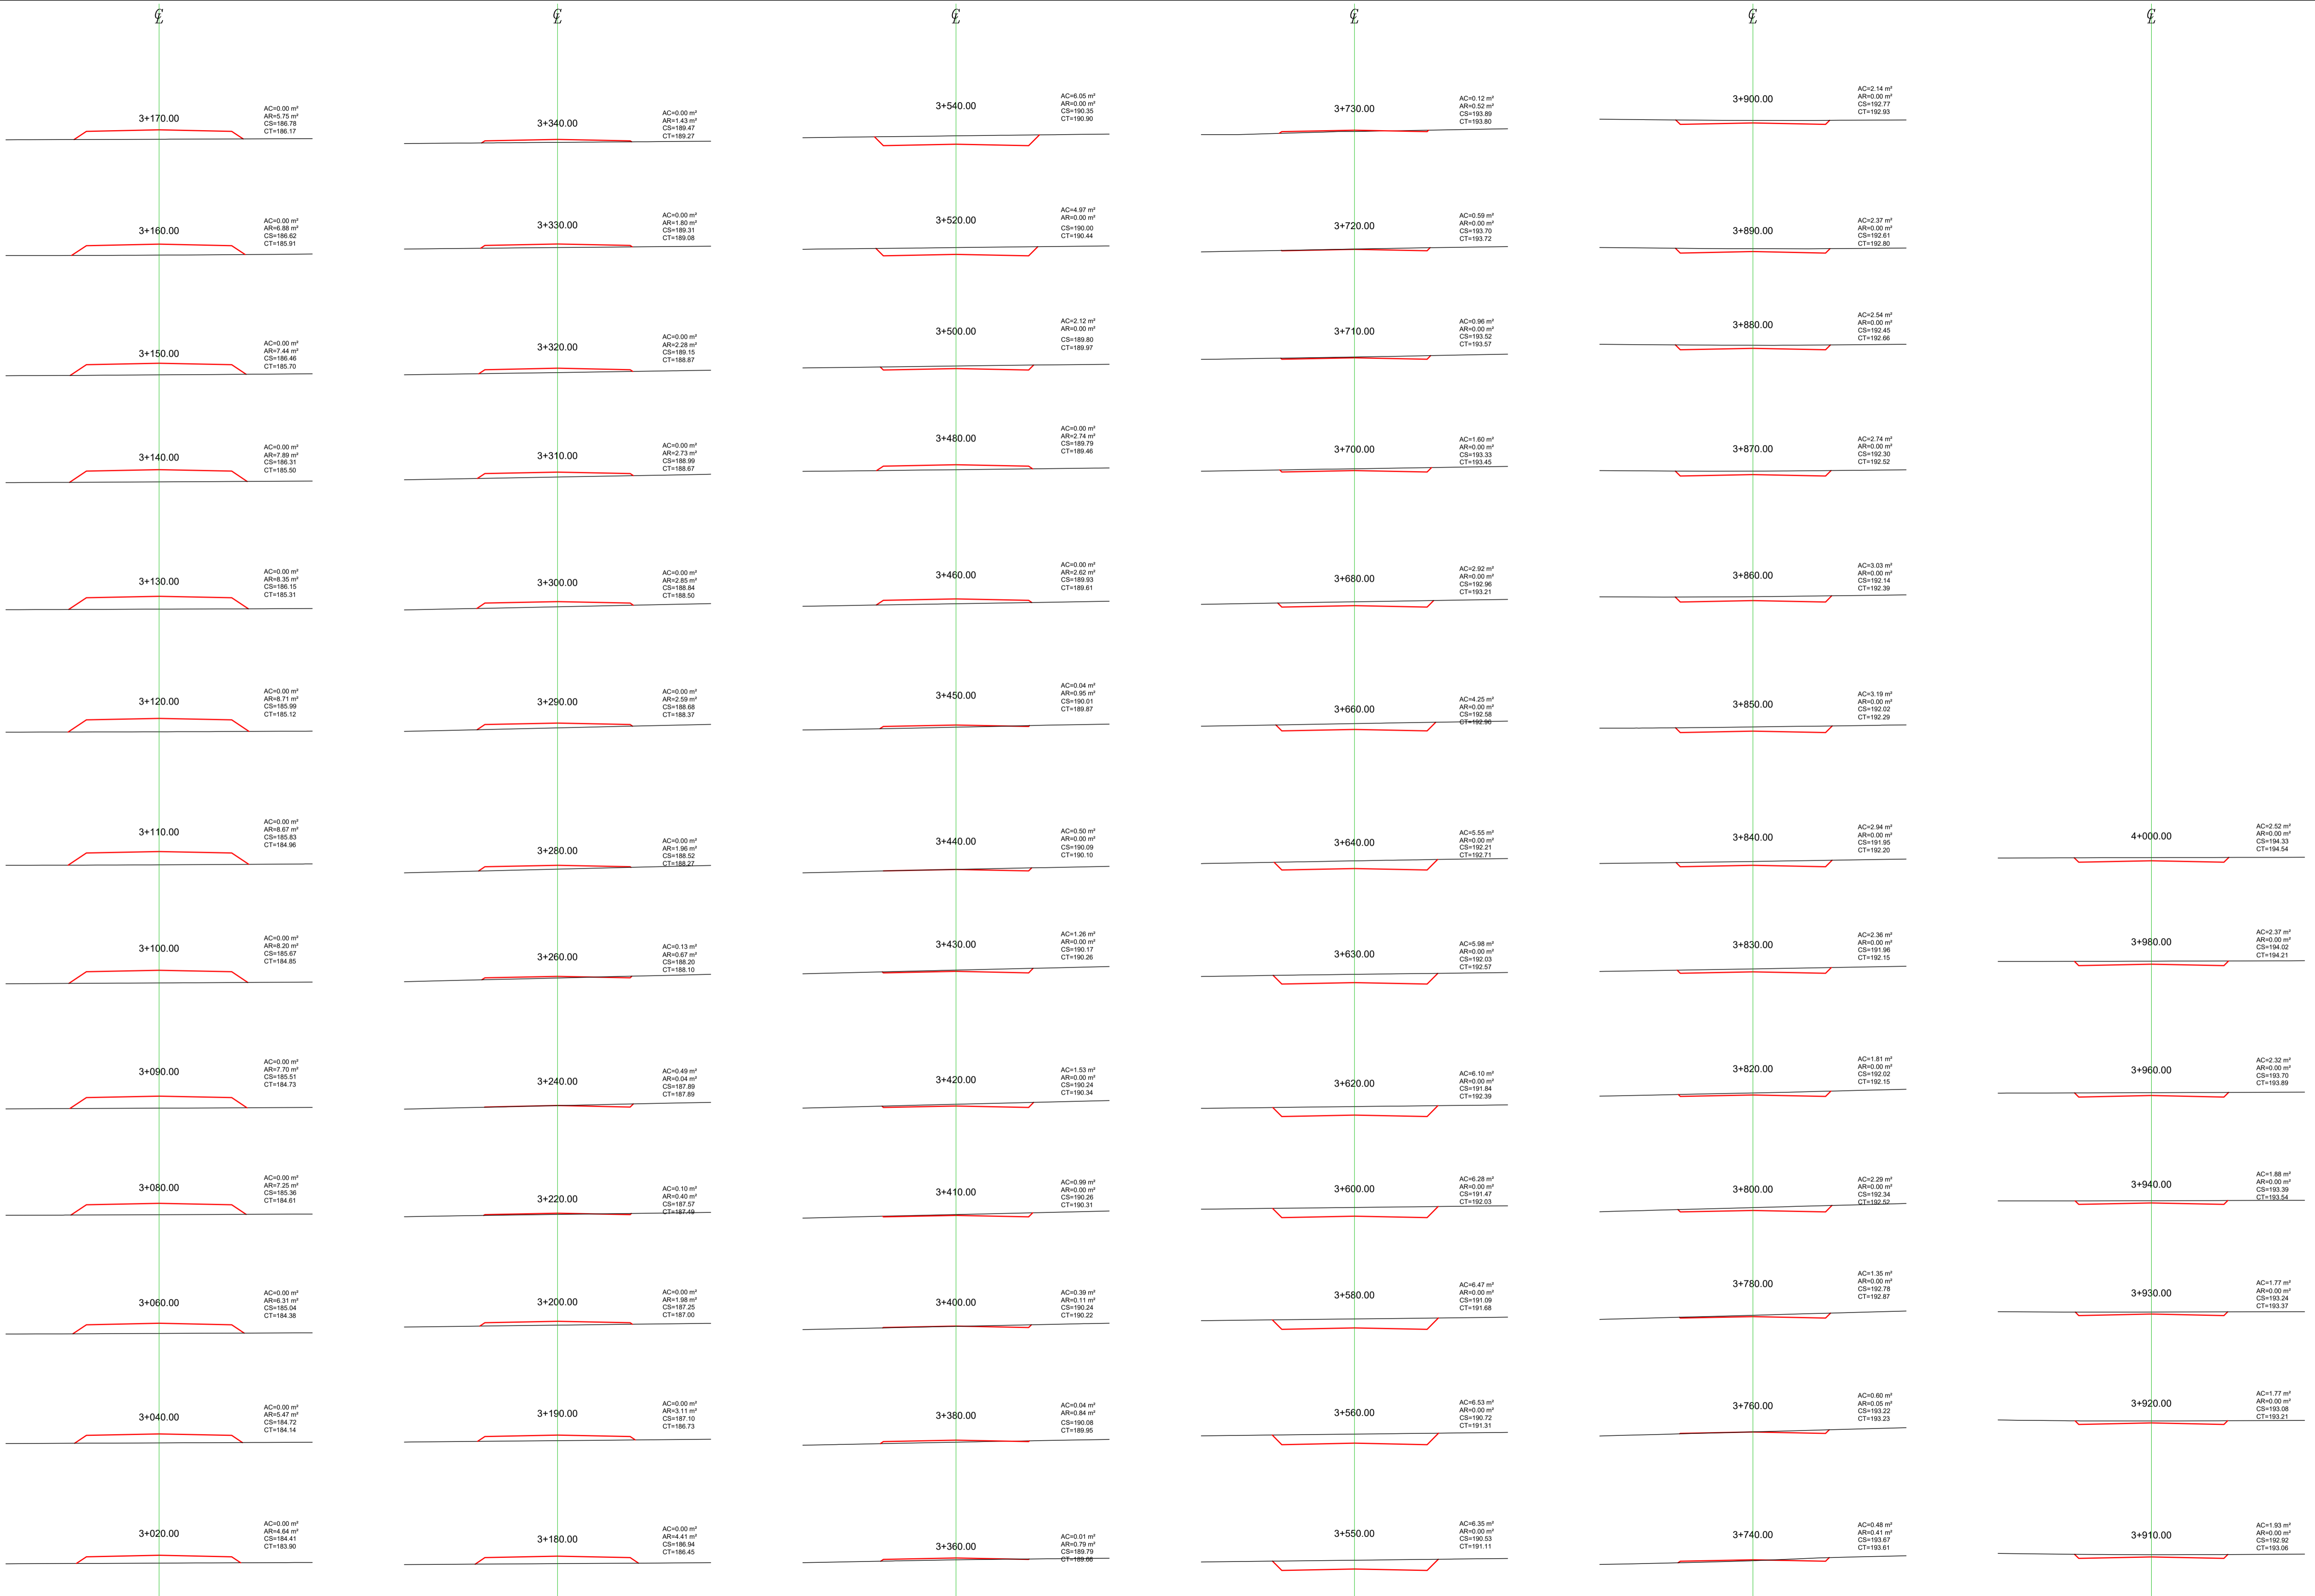 ℄
3+170.00
AC=0.00 m²
AR=5.75 m²
CS=186.78
CT=186.17
3+160.00
AC=0.00 m²
AR=6.88 m²
CS=186.62
CT=185.91
3+150.00
AC=0.00 m²
AR=7.44 m²
CS=186.46
CT=185.70
3+140.00
AC=0.00 m²
AR=7.89 m²
CS=186.31
CT=185.50
3+130.00
AC=0.00 m²
AR=8.35 m²
CS=186.15
CT=185.31
3+120.00
AC=0.00 m²
AR=8.71 m²
CS=185.99
CT=185.12
3+110.00
AC=0.00 m²
AR=8.67 m²
CS=185.83
CT=184.96
3+100.00
AC=0.00 m²
AR=8.20 m²
CS=185.67
CT=184.85
3+090.00
AC=0.00 m²
AR=7.70 m²
CS=185.51
CT=184.73
3+080.00
AC=0.00 m²
AR=7.25 m²
CS=185.36
CT=184.61
3+060.00
AC=0.00 m²
AR=6.31 m²
CS=185.04
CT=184.38
3+040.00
AC=0.00 m²
AR=5.47 m²
CS=184.72
CT=184.14
3+020.00
AC=0.00 m²
AR=4.64 m²
CS=184.41
CT=183.90
℄
3+340.00
AC=0.00 m²
AR=1.43 m²
CS=189.47
CT=189.27
3+330.00
AC=0.00 m²
AR=1.80 m²
CS=189.31
CT=189.08
3+320.00
AC=0.00 m²
AR=2.28 m²
CS=189.15
CT=188.87
3+310.00
AC=0.00 m²
AR=2.73 m²
CS=188.99
CT=188.67
3+300.00
AC=0.00 m²
AR=2.85 m²
CS=188.84
CT=188.50
3+290.00
AC=0.00 m²
AR=2.59 m²
CS=188.68
CT=188.37
3+280.00
AC=0.00 m²
AR=1.96 m²
CS=188.52
CT=188.27
3+260.00
AC=0.13 m²
AR=0.67 m²
CS=188.20
CT=188.10
3+240.00
AC=0.49 m²
AR=0.04 m²
CS=187.89
CT=187.89
3+220.00
AC=0.10 m²
AR=0.40 m²
CS=187.57
CT=187.49
3+200.00
AC=0.00 m²
AR=1.98 m²
CS=187.25
CT=187.00
3+190.00
AC=0.00 m²
AR=3.11 m²
CS=187.10
CT=186.73
3+180.00
AC=0.00 m²
AR=4.41 m²
CS=186.94
CT=186.45
℄
3+540.00
AC=6.05 m²
AR=0.00 m²
CS=190.35
CT=190.90
3+520.00
AC=4.97 m²
AR=0.00 m²
CS=190.00
CT=190.44
3+500.00
AC=2.12 m²
AR=0.00 m²
CS=189.80
CT=189.97
3+480.00
AC=0.00 m²
AR=2.74 m²
CS=189.79
CT=189.46
3+460.00
AC=0.00 m²
AR=2.62 m²
CS=189.93
CT=189.61
3+450.00
AC=0.04 m²
AR=0.95 m²
CS=190.01
CT=189.87
3+440.00
AC=0.50 m²
AR=0.00 m²
CS=190.09
CT=190.10
3+430.00
AC=1.26 m²
AR=0.00 m²
CS=190.17
CT=190.26
3+420.00
AC=1.53 m²
AR=0.00 m²
CS=190.24
CT=190.34
3+410.00
AC=0.99 m²
AR=0.00 m²
CS=190.26
CT=190.31
3+400.00
AC=0.39 m²
AR=0.11 m²
CS=190.24
CT=190.22
3+380.00
AC=0.04 m²
AR=0.84 m²
CS=190.08
CT=189.95
3+360.00
AC=0.01 m²
AR=0.79 m²
CS=189.79
CT=189.66
℄
3+730.00
AC=0.12 m²
AR=0.52 m²
CS=193.89
CT=193.80
3+720.00
AC=0.59 m²
AR=0.00 m²
CS=193.70
CT=193.72
3+710.00
AC=0.96 m²
AR=0.00 m²
CS=193.52
CT=193.57
3+700.00
AC=1.60 m²
AR=0.00 m²
CS=193.33
CT=193.45
3+680.00
AC=2.92 m²
AR=0.00 m²
CS=192.96
CT=193.21
3+660.00
AC=4.25 m²
AR=0.00 m²
CS=192.58
CT=192.96
3+640.00
AC=5.55 m²
AR=0.00 m²
CS=192.21
CT=192.71
3+630.00
AC=5.98 m²
AR=0.00 m²
CS=192.03
CT=192.57
3+620.00
AC=6.10 m²
AR=0.00 m²
CS=191.84
CT=192.39
3+600.00
AC=6.28 m²
AR=0.00 m²
CS=191.47
CT=192.03
3+580.00
AC=6.47 m²
AR=0.00 m²
CS=191.09
CT=191.68
3+560.00
AC=6.53 m²
AR=0.00 m²
CS=190.72
CT=191.31
3+550.00
AC=6.35 m²
AR=0.00 m²
CS=190.53
CT=191.11
℄
3+900.00
AC=2.14 m²
AR=0.00 m²
CS=192.77
CT=192.93
3+890.00
AC=2.37 m²
AR=0.00 m²
CS=192.61
CT=192.80
3+880.00
AC=2.54 m²
AR=0.00 m²
CS=192.45
CT=192.66
3+870.00
AC=2.74 m²
AR=0.00 m²
CS=192.30
CT=192.52
3+860.00
AC=3.03 m²
AR=0.00 m²
CS=192.14
CT=192.39
3+850.00
AC=3.19 m²
AR=0.00 m²
CS=192.02
CT=192.29
3+840.00
AC=2.94 m²
AR=0.00 m²
CS=191.95
CT=192.20
3+830.00
AC=2.36 m²
AR=0.00 m²
CS=191.96
CT=192.15
3+820.00
AC=1.81 m²
AR=0.00 m²
CS=192.02
CT=192.15
3+800.00
AC=2.29 m²
AR=0.00 m²
CS=192.34
CT=192.52
3+780.00
AC=1.35 m²
AR=0.00 m²
CS=192.78
CT=192.87
3+760.00
AC=0.60 m²
AR=0.05 m²
CS=193.22
CT=193.23
3+740.00
AC=0.48 m²
AR=0.41 m²
CS=193.67
CT=193.61
℄
4+000.00
AC=2.52 m²
AR=0.00 m²
CS=194.33
CT=194.54
3+980.00
AC=2.37 m²
AR=0.00 m²
CS=194.02
CT=194.21
3+960.00
AC=2.32 m²
AR=0.00 m²
CS=193.70
CT=193.89
3+940.00
AC=1.88 m²
AR=0.00 m²
CS=193.39
CT=193.54
3+930.00
AC=1.77 m²
AR=0.00 m²
CS=193.24
CT=193.37
3+920.00
AC=1.77 m²
AR=0.00 m²
CS=193.08
CT=193.21
3+910.00
AC=1.93 m²
AR=0.00 m²
CS=192.92
CT=193.06